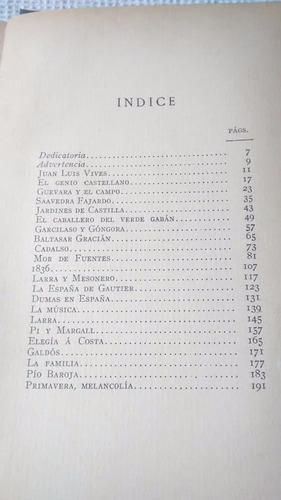 INDICE
PÁGS.
Dedicatoria 7
Advertencia 9
JUAN LUIS VIVES 11
EL GENIO CASTELLANO 17
GUEVARA Y EL CAMPO 23
SAAVEDRA FAJARDO 35
JARDINES DE CASTILLA 43
EL CABALLERO DEL VERDE GABÁN 49
GARCILASO Y GÓNGORA 57
BALTASAR GRACIÁN 65
CADALSO 73
MOR DE FUENTES 81
1836 107
LARRA Y MESONERO 117
LA ESPAÑA DE GAUTIER 123
DUMAS EN ESPAÑA 131
LA MÚSICA 139
LARRA 145
PI Y MARGALL 157
ELEGÍA Á COSTA 165
GALDÓS 171
LA FAMILIA 177
PÍO BAROJA 183
PRIMAVERA, MELANCOLÍA 191